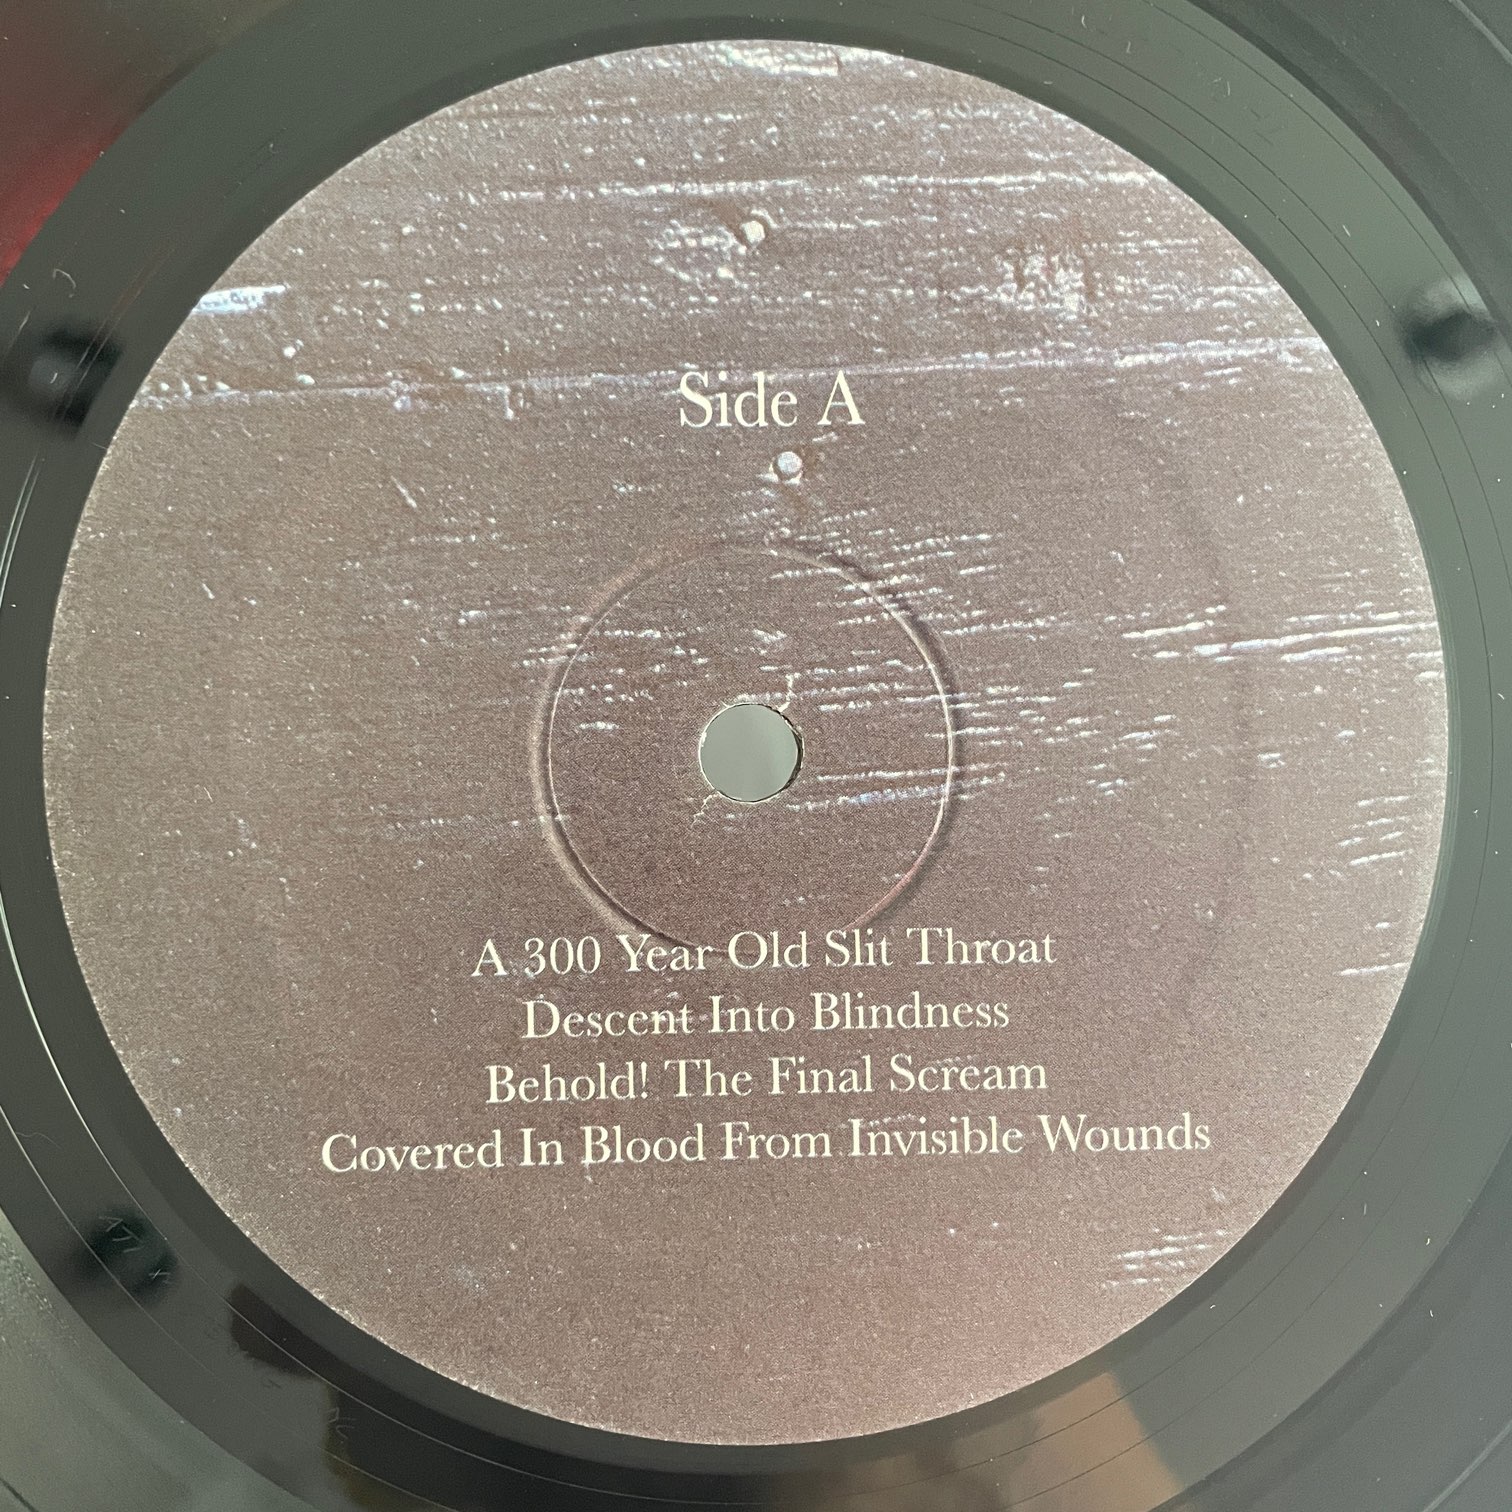 Side A
A 300 Year Old Slit Throat
Descent Into Blindness
Behold! The Final Scream
Covered In Blood From Invisible Wounds